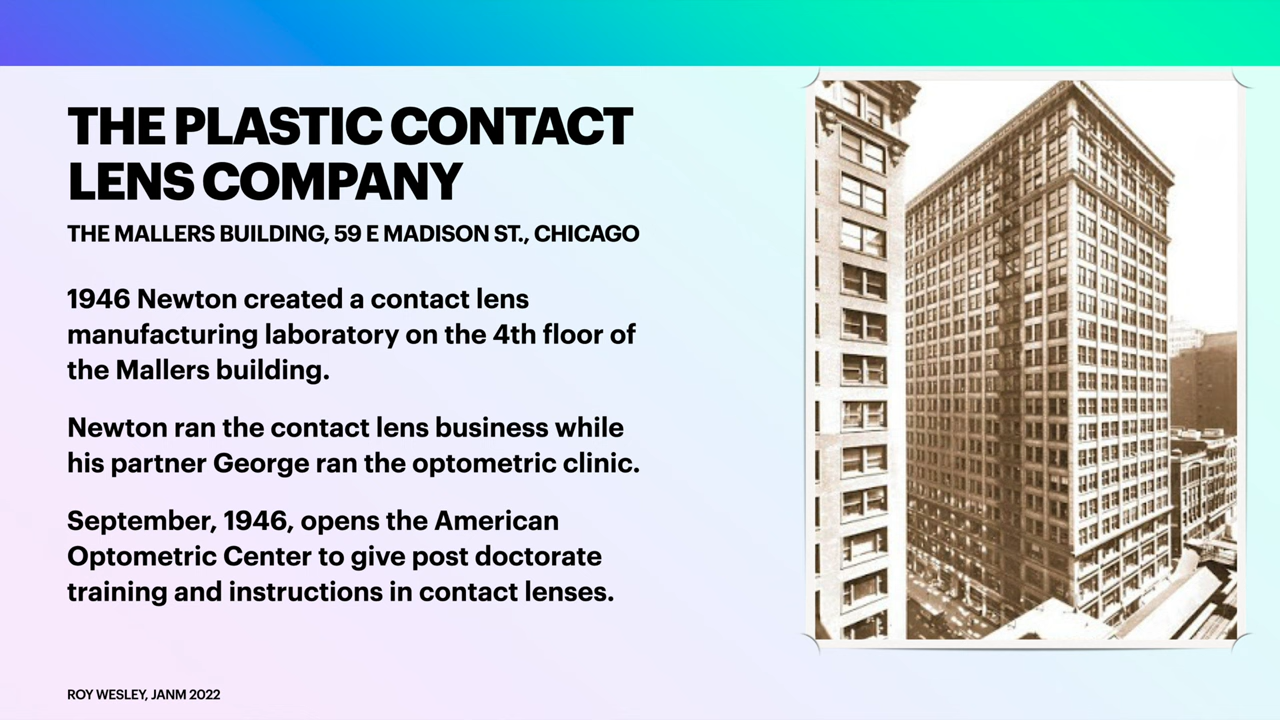 THE PLASTIC CONTACT
LENS COMPANY
THE MALLERS BUILDING, 59 E MADISON ST., CHICAGO
1946 Newton created a contact lens
manufacturing laboratory on the 4th floor of
the Mallers building.
Newton ran the contact lens business while
his partner George ran the optometric clinic.
September, 1946, opens the American
Optometric Center to give post doctorate
training and instructions in contact lenses.
ROY WESLEY, JANM 2022